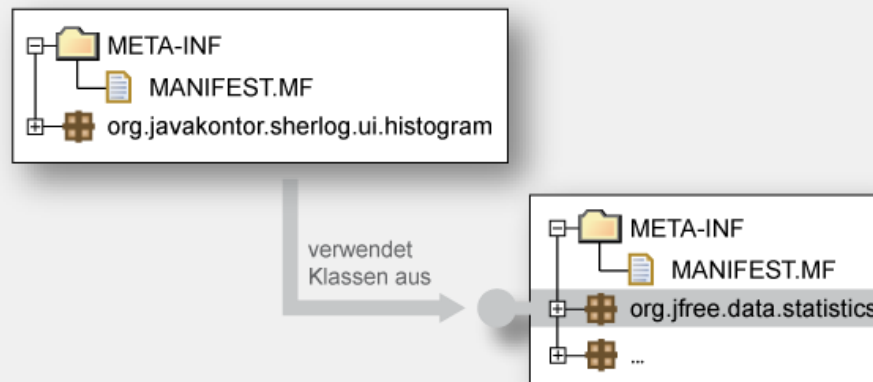 META-INF
MANIFEST.MF
org.javakontor.sherlog.ui.histogram
verwendet
Klassen aus
META-INF
MANIFEST.MF
org.jfree.data.statistics
...